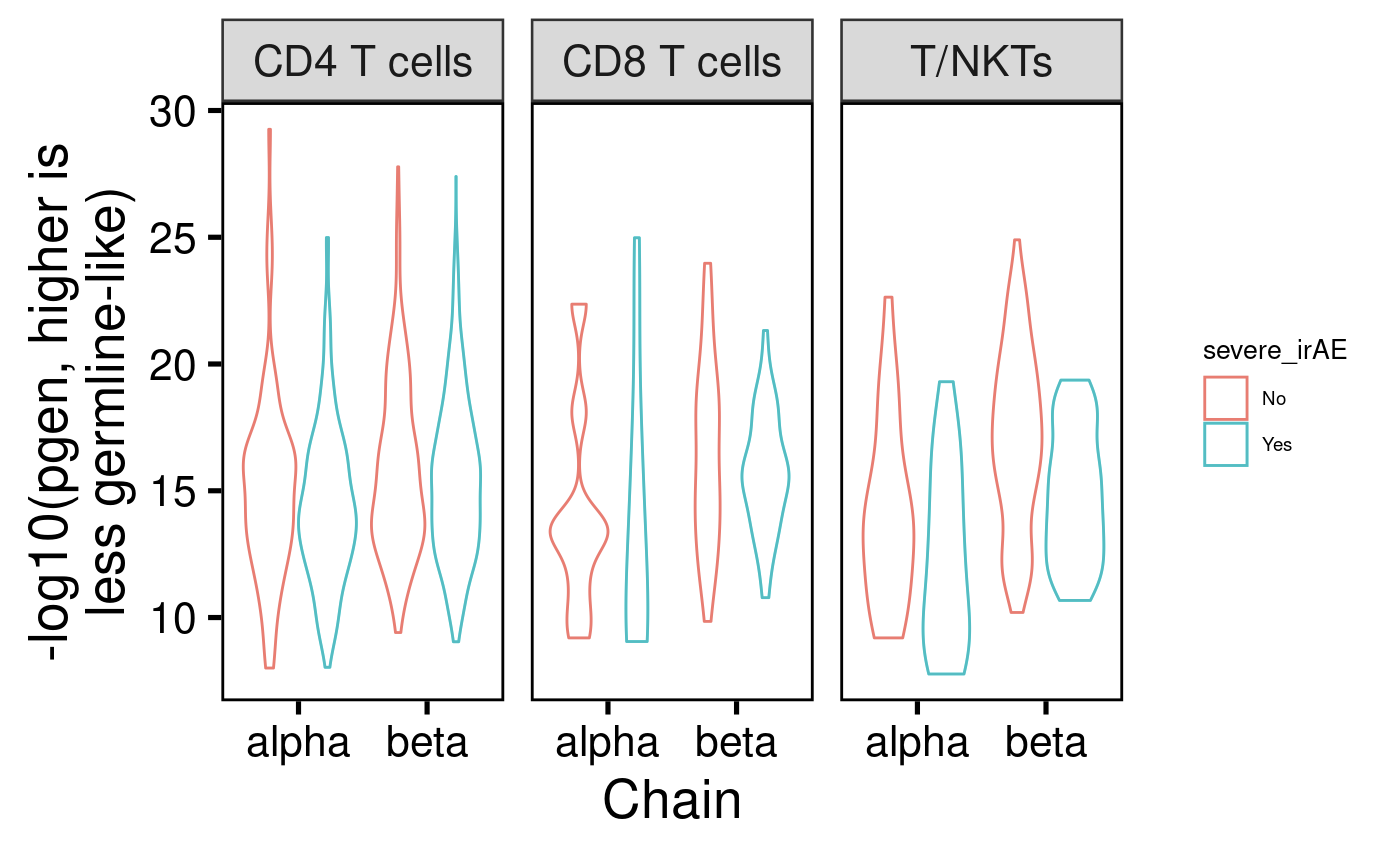 CD4 T cells
CD8 T cells
T/NKTs
-log10(pgen, higher is
less germline-like)
30
25
20
15
10
alpha
beta
alpha
beta
alpha
beta
Chain
severe_irAE
No
Yes